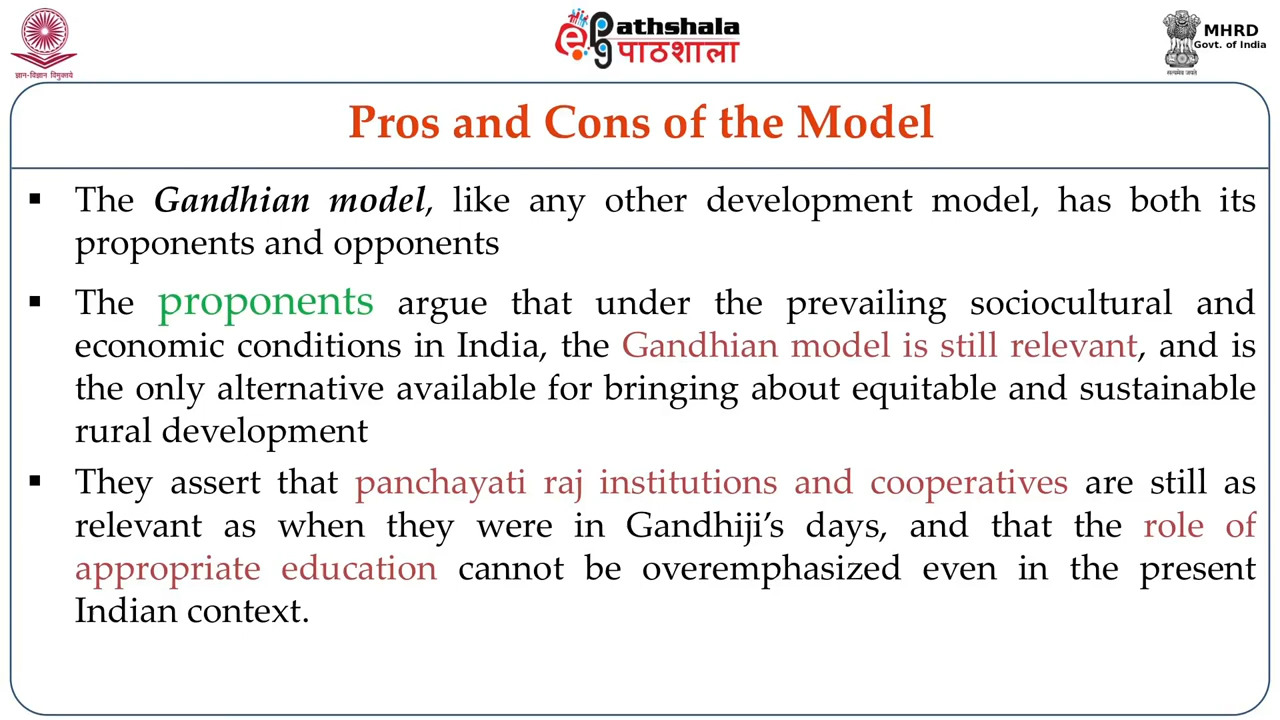 ज्ञान-विज्ञान विमुक्तये
e Pathshala
पाठशाला
MHRD
Govt. of India
सत्यमेव जयते
Pros and Cons of the Model
▪ The Gandhian model, like any other development model, has both its
proponents and opponents
▪ The proponents argue that under the prevailing sociocultural and
economic conditions in India, the Gandhian model is still relevant, and is
the only alternative available for bringing about equitable and sustainable
rural development
▪ They assert that panchayati raj institutions and cooperatives are still as
relevant as when they were in Gandhiji’s days, and that the role of
appropriate education cannot be overemphasized even in the present
Indian context.